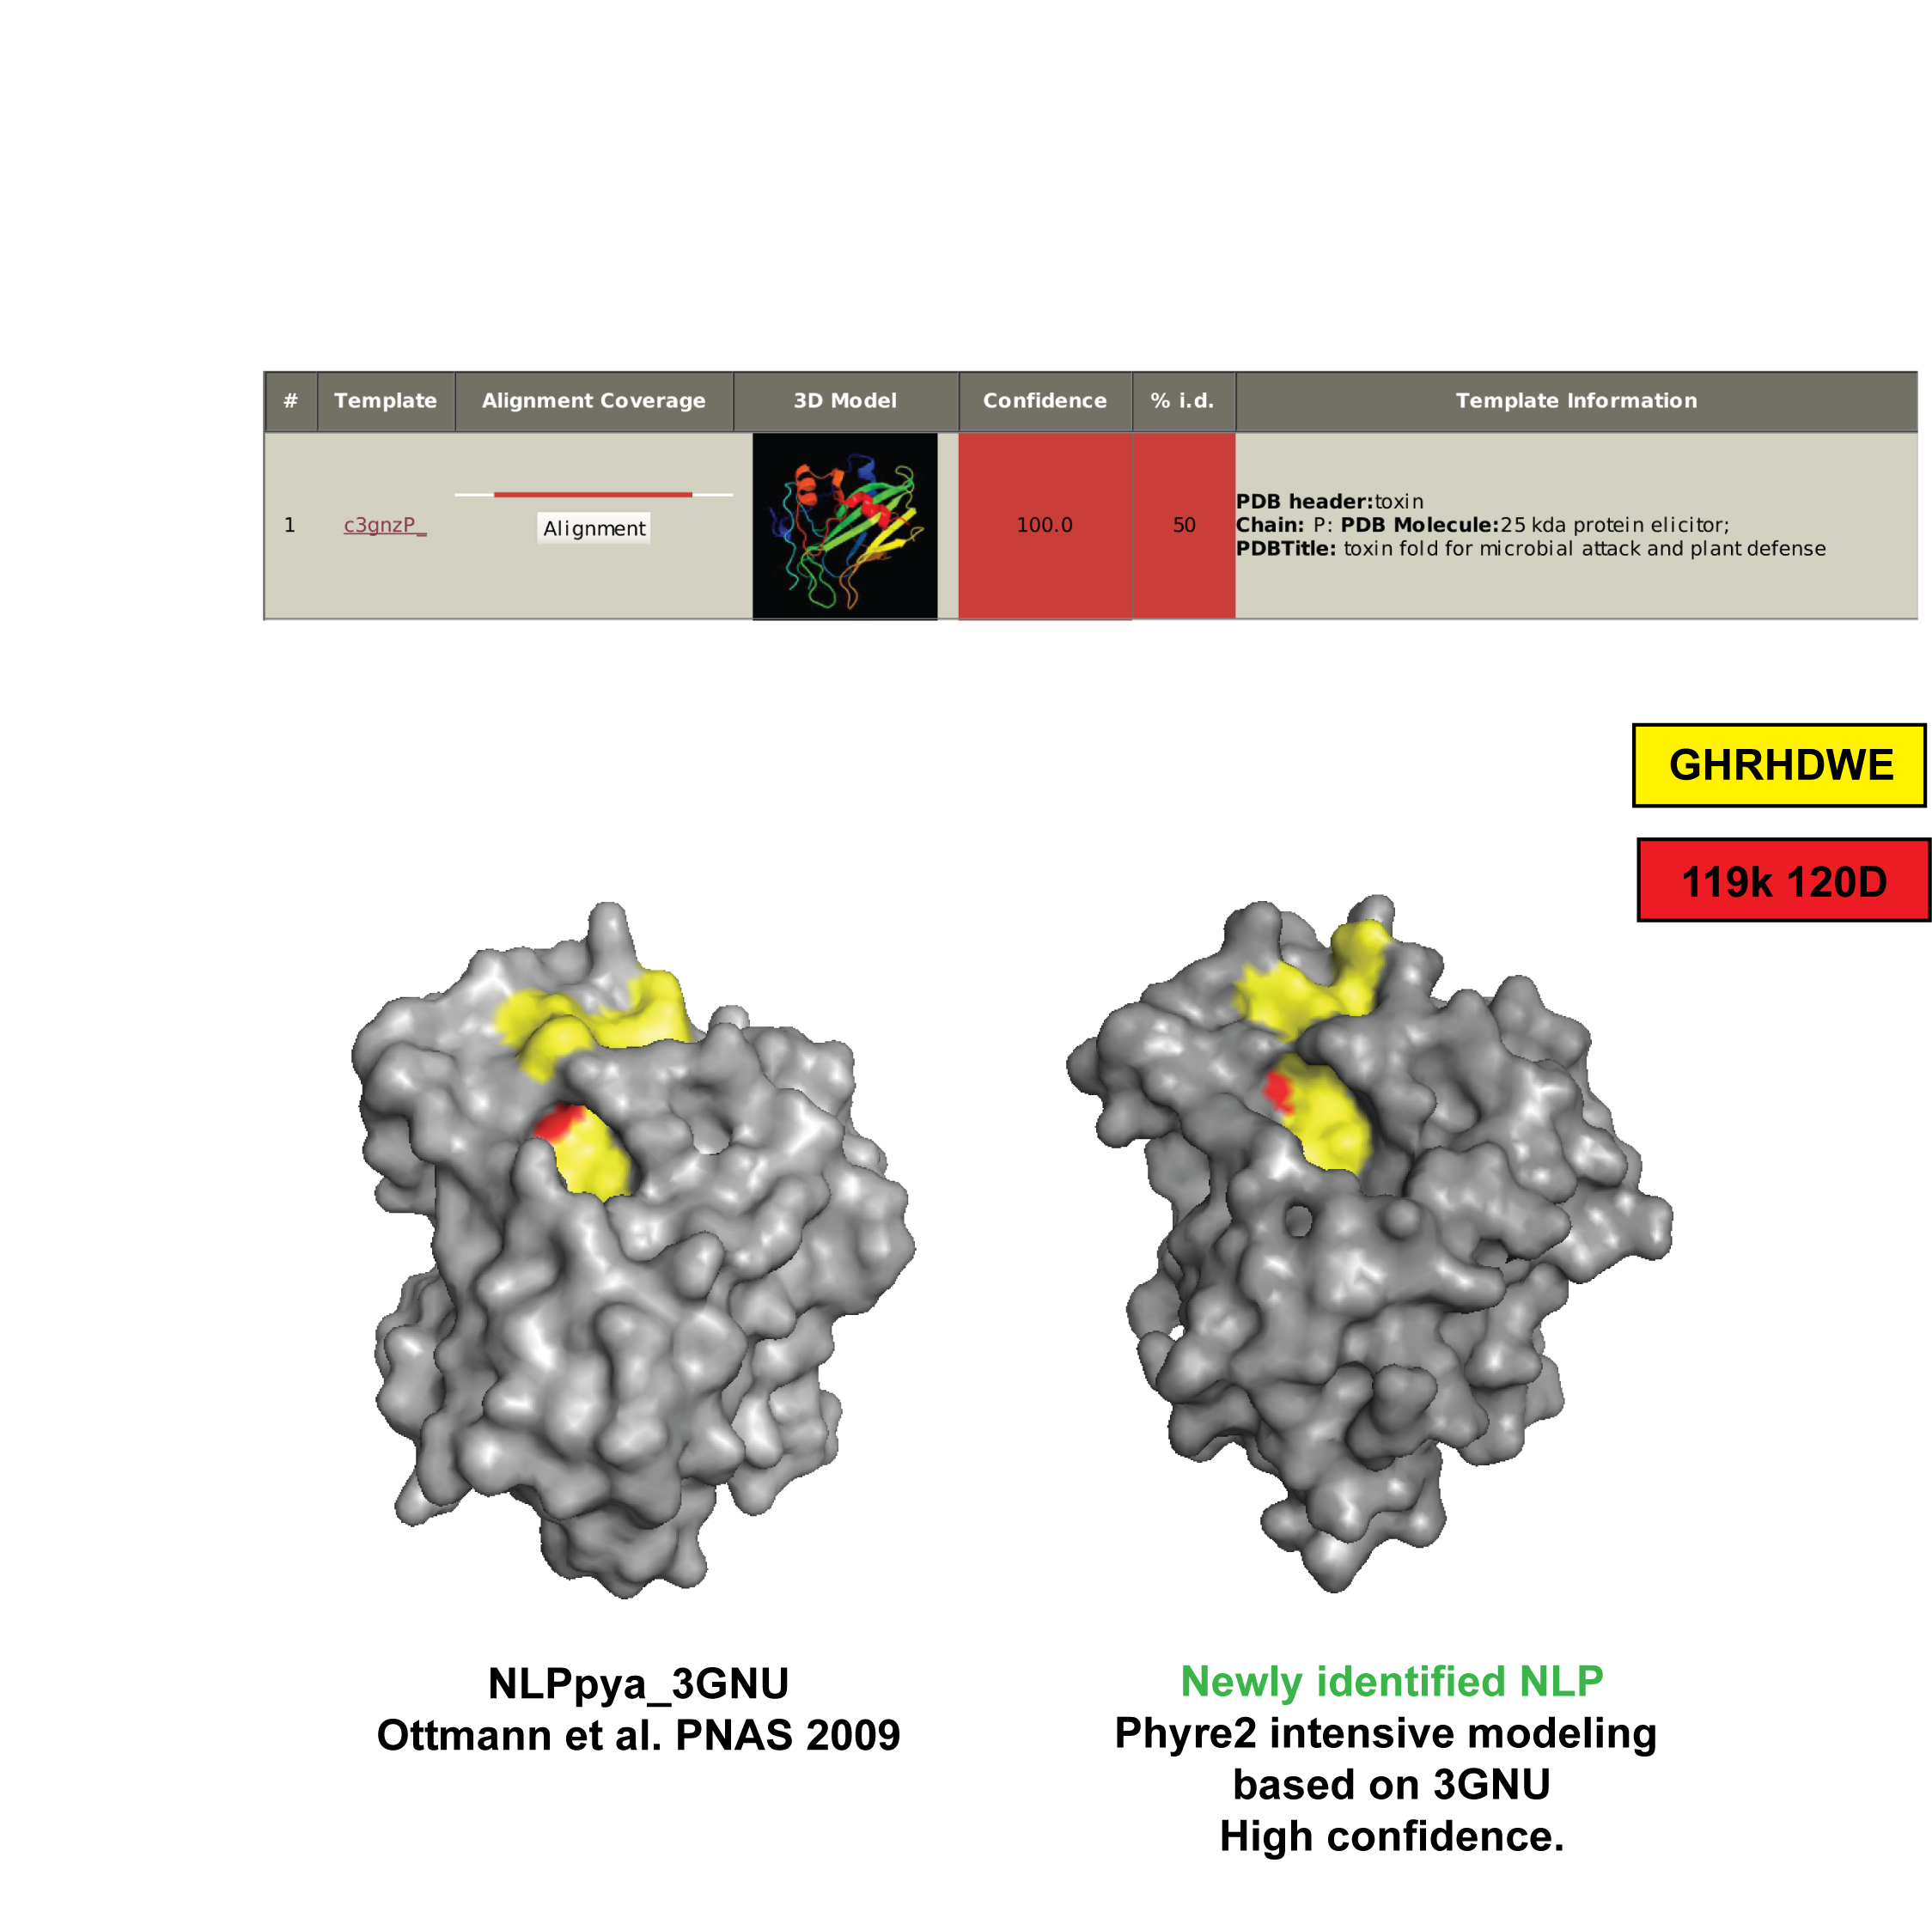 # Template Alignment Coverage 3D Model Confidence % i.d. Template Information
PDB header:toxin
1 c3gnzP_ Alignment 100.0 50 Chain: P: PDB Molecule:25 kda protein elicitor;
PDBTitle: toxin fold for microbial attack and plant defense
GHRHDWE
119k 120D
NLPpya_3GNU
Ottmann et al. PNAS 2009
Newly identified NLP
Phyre2 intensive modeling
based on 3GNU
High confidence.